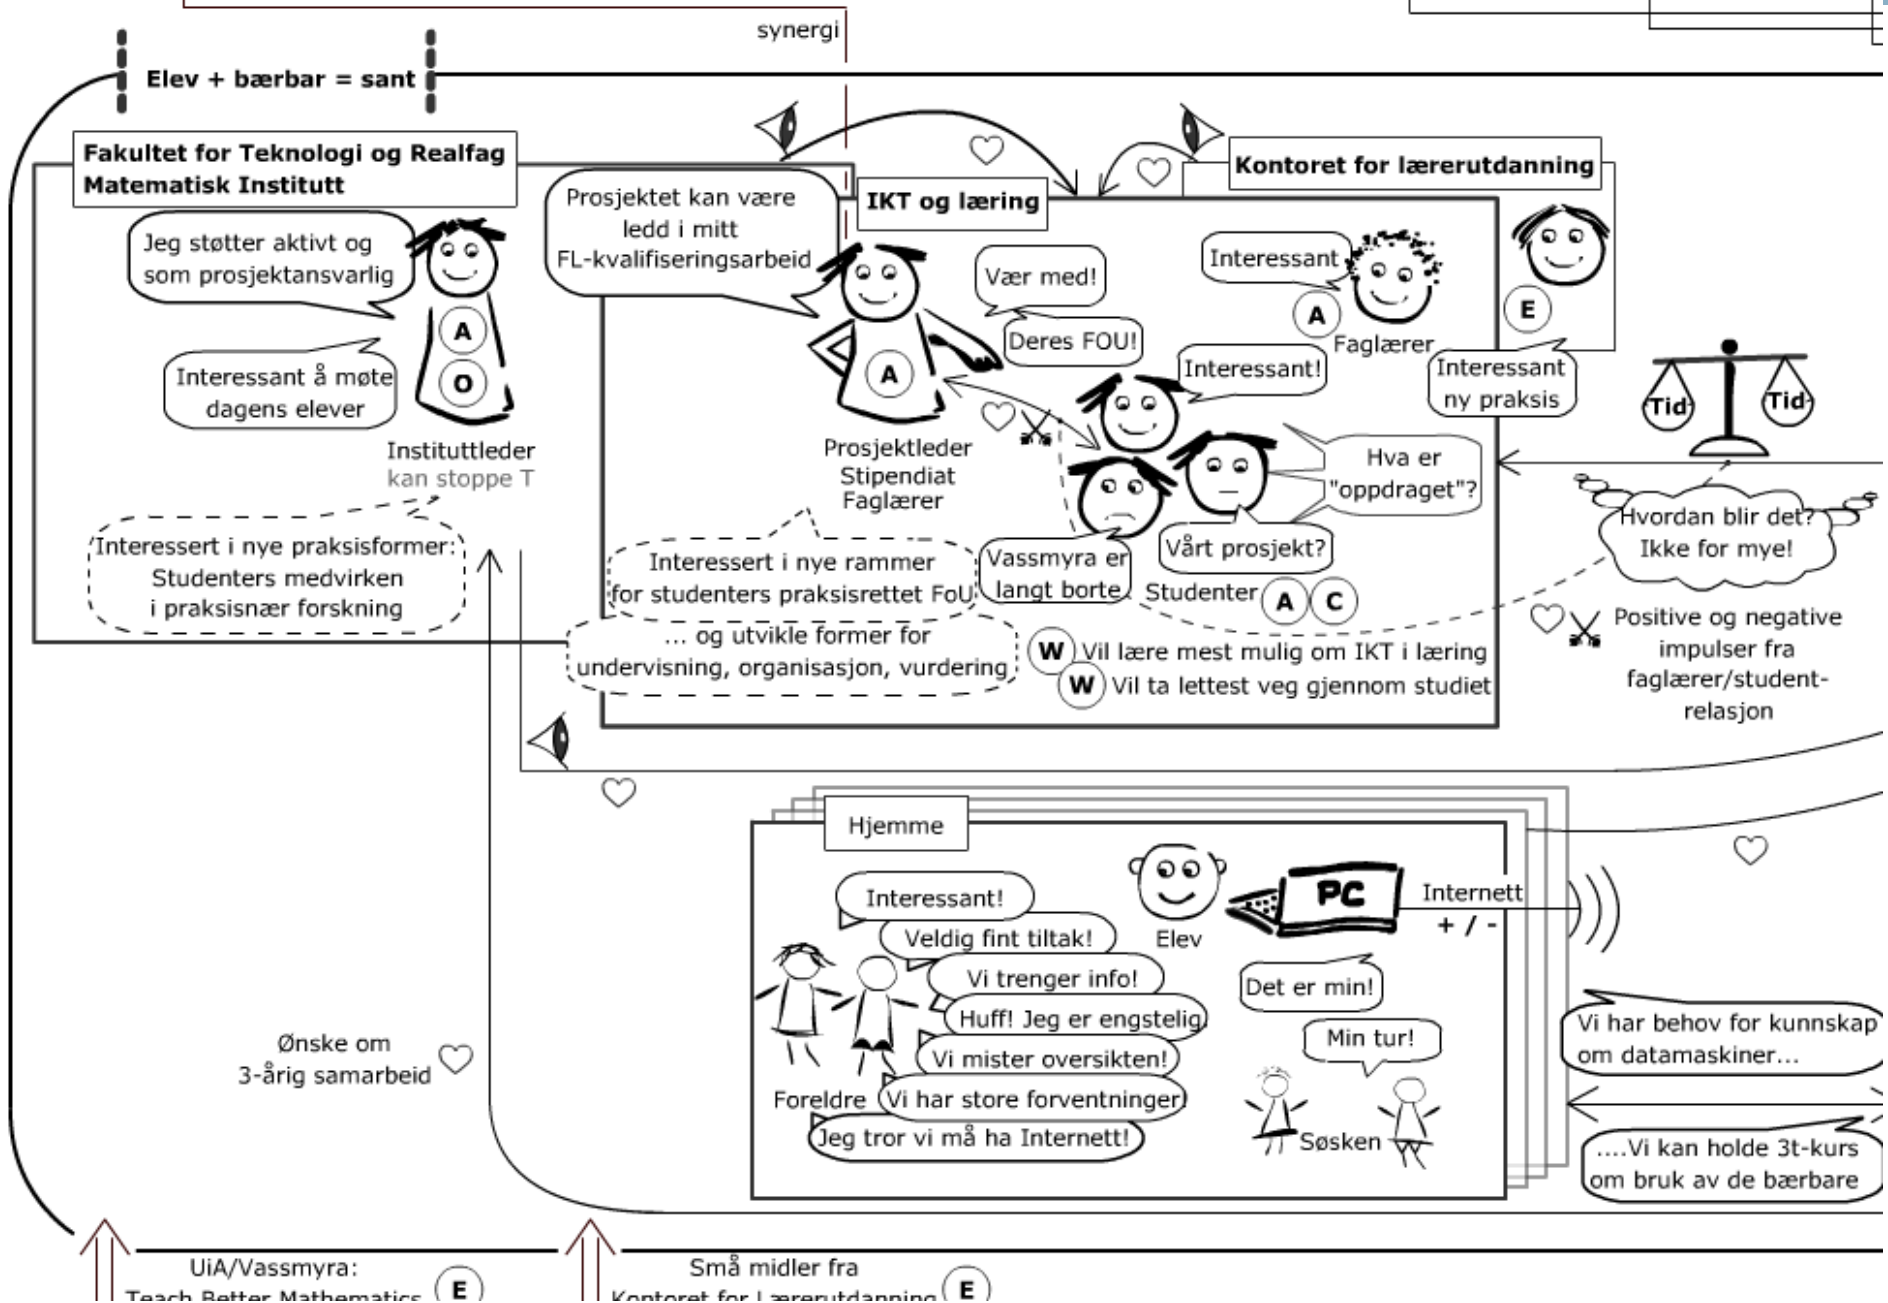 synergi
Elev + bærbar = sant
Fakultet for Teknologi og Realfag
Matematisk Institutt
Jeg støtter aktivt og
som prosjektansvarlig
A
O
Interessant å møte
dagens elever
Instituttleder
kan stoppe T
Interessert i nye praksisformer:
Studenters medvirken
i praksisnær forskning
Prosjektet kan være
ledd i mitt
FL-kvalifiseringsarbeid
IKT og læring
Vær med!
Deres FOU!
A
Prosjektleder
Stipendiat
Faglærer
Interessert i nye rammer
for studenters praksisrettet FoU
... og utvikle former for
undervisning, organisasjon, vurdering
Interessant
A
Faglærer
Interessant!
Hva er
"oppdraget"?
Vårt prosjekt?
Vassmyra er
langt borte
Studenter
A
C
W
Vil lære mest mulig om IKT i læring
W
Vil ta lettest veg gjennom studiet
Kontoret for lærerutdanning
E
Interessant
ny praksis
Tid
Tid
Hvordan blir det?
Ikke for mye!
Positive og negative
impulser fra
faglærer/student-
relasjon
Hjemme
Interessant!
Veldig fint tiltak!
Vi trenger info!
Huff! Jeg er engstelig
Vi mister oversikten!
Vi har store forventninger
Jeg tror vi må ha Internett!
Foreldre
Elev
PC
Internett
+ / -
Det er min!
Min tur!
Søsken
Vi har behov for kunnskap
om datamaskiner...
....Vi kan holde 3t-kurs
om bruk av de bærbare
Ønske om
3-årig samarbeid
UiA/Vassmyra:
Teach Better Mathematics
E
Små midler fra
Kontoret for Lærerutdanning
E